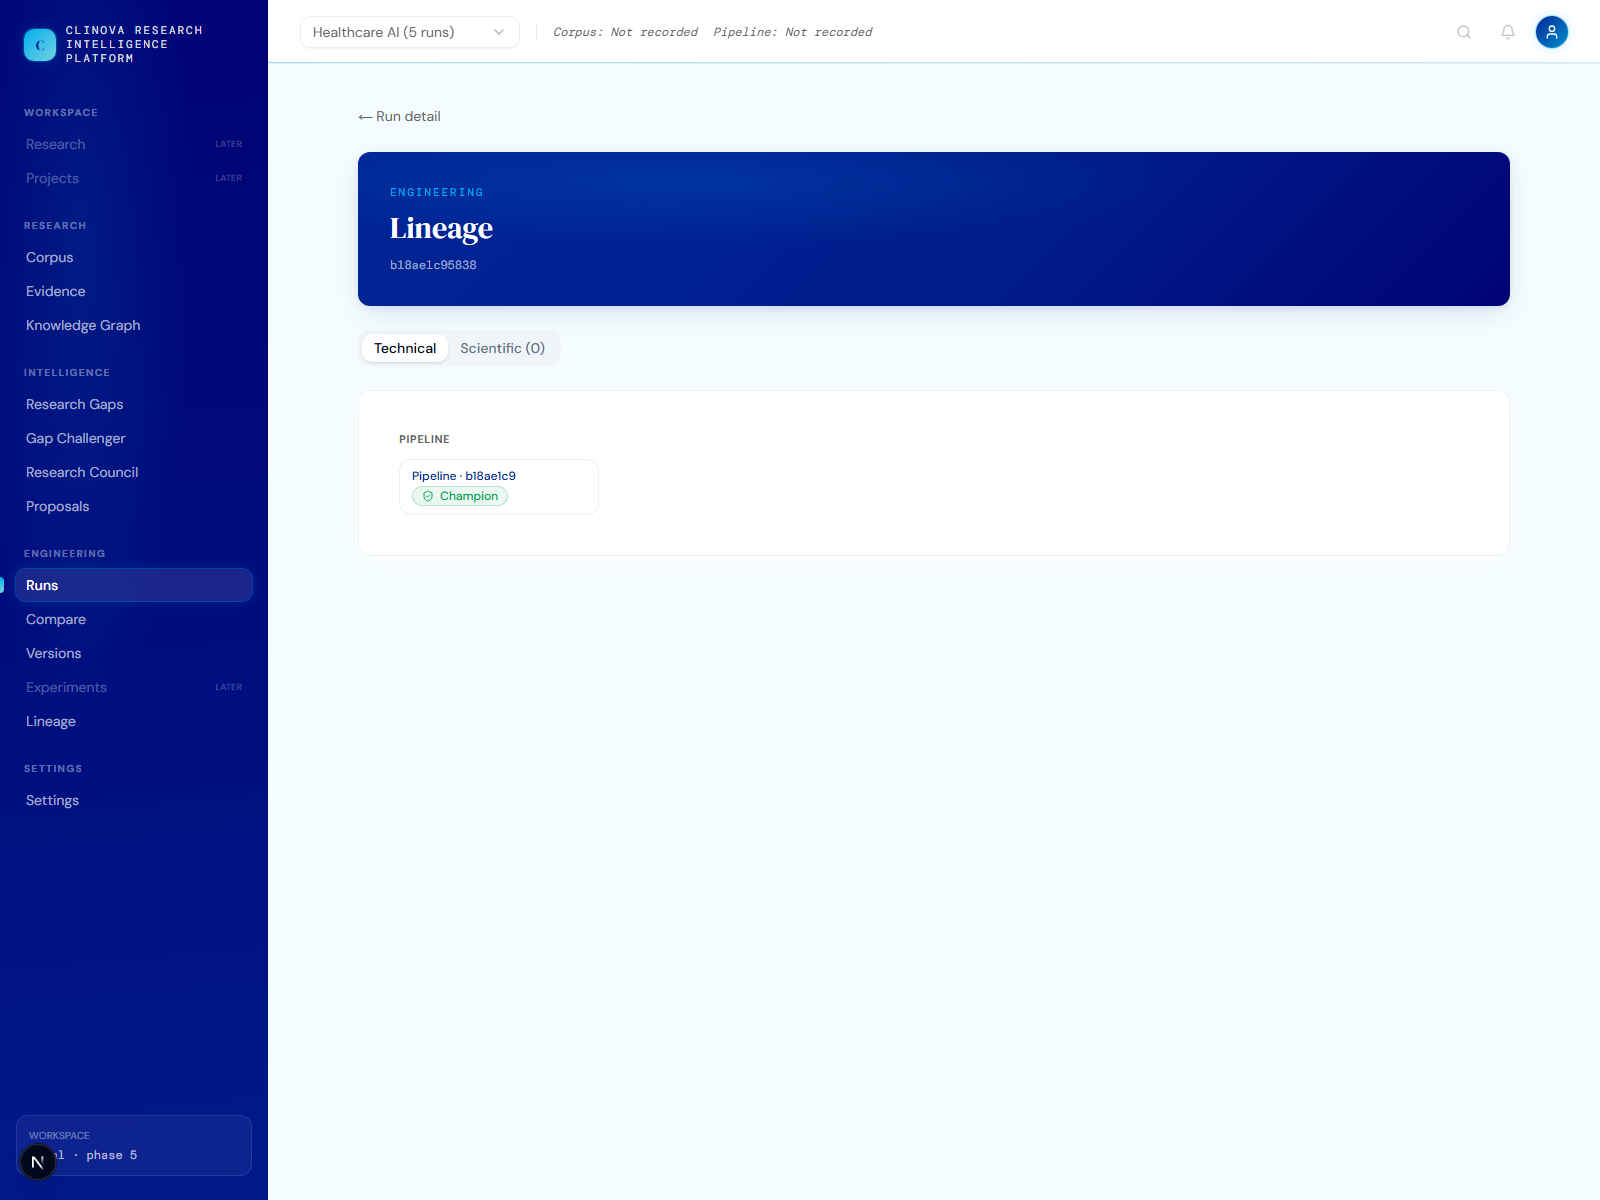 C
CLINOVA RESEARCH
INTELLIGENCE
PLATFORM
WORKSPACE
Research LATER
Projects LATER
RESEARCH
Corpus
Evidence
Knowledge Graph
INTELLIGENCE
Research Gaps
Gap Challenger
Research Council
Proposals
ENGINEERING
Runs
Compare
Versions
Experiments LATER
Lineage
SETTINGS
Settings
WORKSPACE
· phase 5
N
Healthcare AI (5 runs)
Corpus: Not recorded Pipeline: Not recorded
← Run detail
ENGINEERING
Lineage
b18ae1c95838
Technical Scientific (0)
PIPELINE
Pipeline · b18ae1c9
Champion